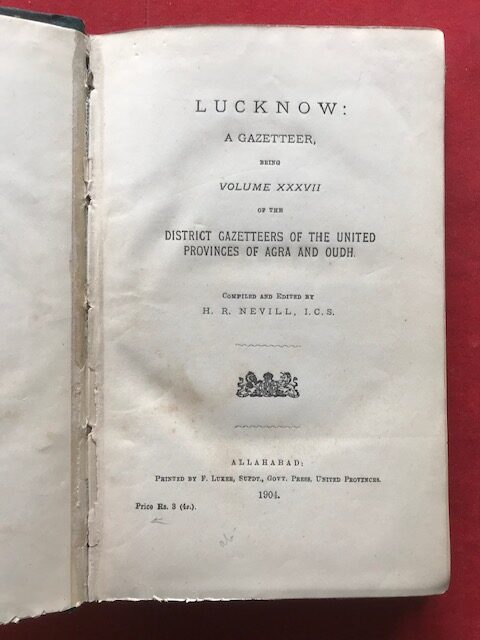 LUCKNOW:
A GAZETTEER,
BEING
VOLUME XXXVII
OF THE
DISTRICT GAZETTEERS OF THE UNITED
PROVINCES OF AGRA AND OUDH.
COMPILED AND EDITED BY
H. R. NEVILL, I.C.S.
ALLAHABAD:
PRINTED BY F. LUKER, SUPDT., GOVT. PRESS, UNITED PROVINCES.
1904.
Price Rs. 3 (4s.).